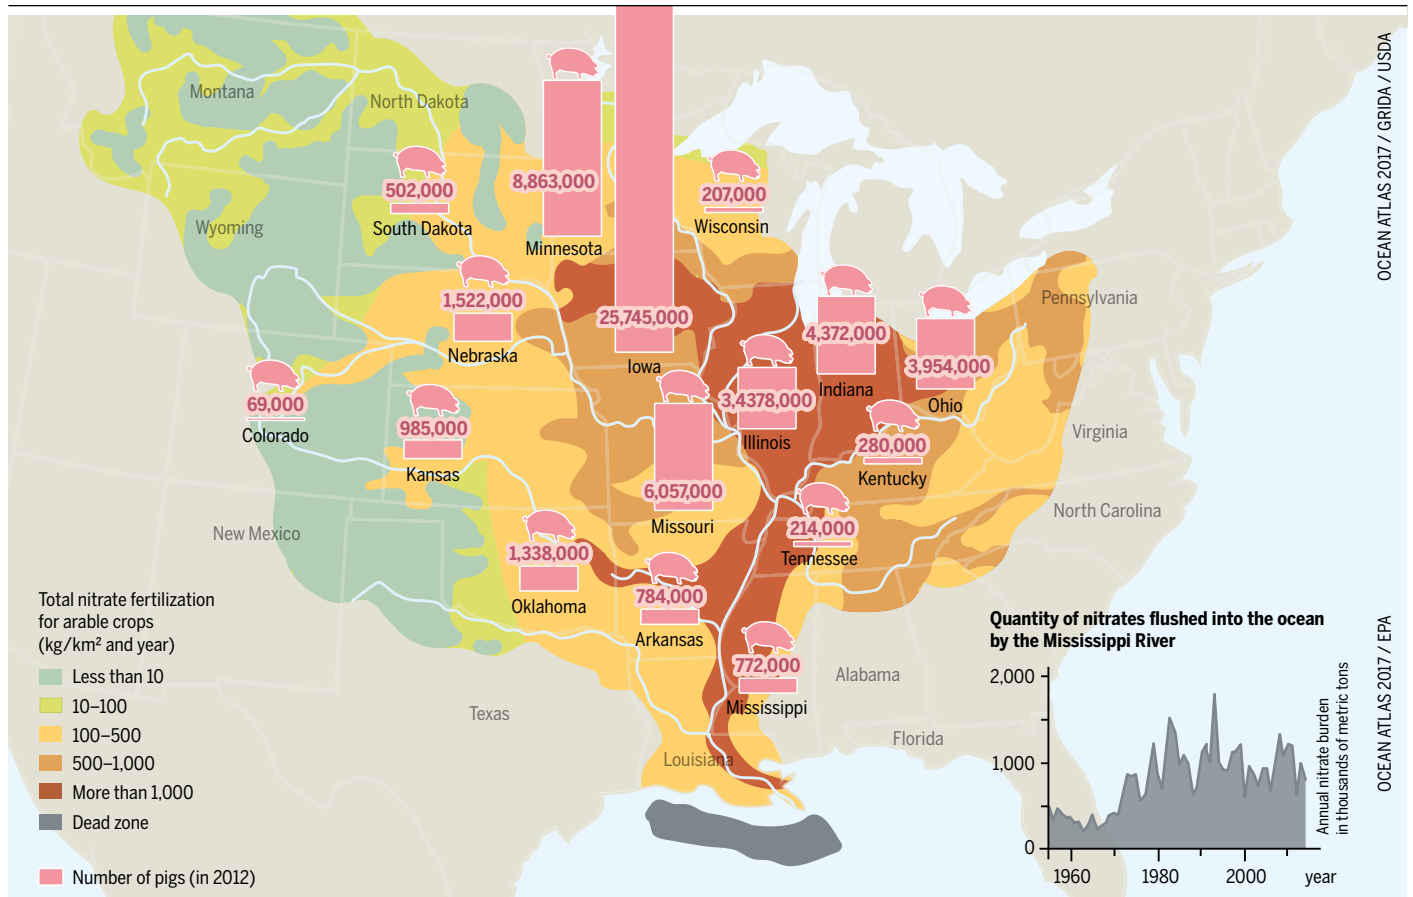 Montana
North Dakota
502,000
South Dakota
8,863,000
Minnesota
207,000
Wisconsin
Wyoming
1,522,000
Nebraska
25,745,000
Iowa
4,372,000
Indiana
3,954,000
Ohio
Pennsylvania
69,000
Colorado
985,000
Kansas
3,4378,000
Illinois
280,000
Kentucky
Virginia
6,057,000
Missouri
New Mexico
1,338,000
Oklahoma
214,000
Tennessee
North Carolina
784,000
Arkansas
772,000
Mississippi
Alabama
Texas
Louisiana
Florida
Total nitrate fertilization
for arable crops
(kg/km² and year)
Less than 10
10–100
100–500
500–1,000
More than 1,000
Dead zone
Number of pigs (in 2012)
Quantity of nitrates flushed into the ocean
by the Mississippi River
2,000
1,000
0
1960
1980
2000
year
Annual nitrate burden
in thousands of metric tons
OCEAN ATLAS 2017 / GRIDA / USDA
OCEAN ATLAS 2017 / EPA